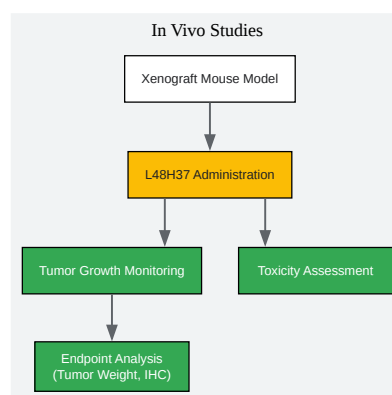 In Vivo Studies
Xenograft Mouse Model
L48H37 Administration
Tumor Growth Monitoring
Toxicity Assessment
Endpoint Analysis
(Tumor Weight, IHC)